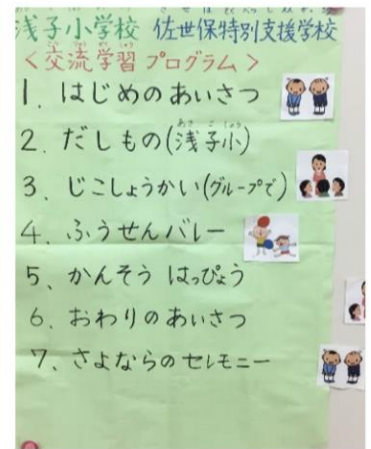 浅子小学校 佐世保特別支援学校
<交流学習プログラム>
1. はじめのあいさつ
2. だしもの(浅子小)
3. じこしょうかい(グループで)
4. ふうせんバレー
5、かんそう はっぴょう
6、おわりのあいさつ
7、さよならのセレモニー